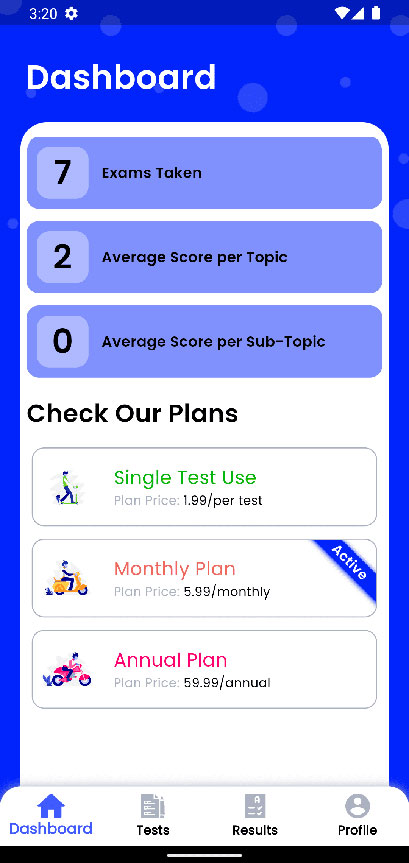 3:20
Dashboard
7
Exams Taken
2
Average Score per Topic
0
Average Score per Sub-Topic
Check Our Plans
Single Test Use
Plan Price: 1.99/per test
Monthly Plan
Plan Price: 5.99/monthly
Active
Annual Plan
Plan Price: 59.99/annual
Dashboard
Tests
Results
Profile